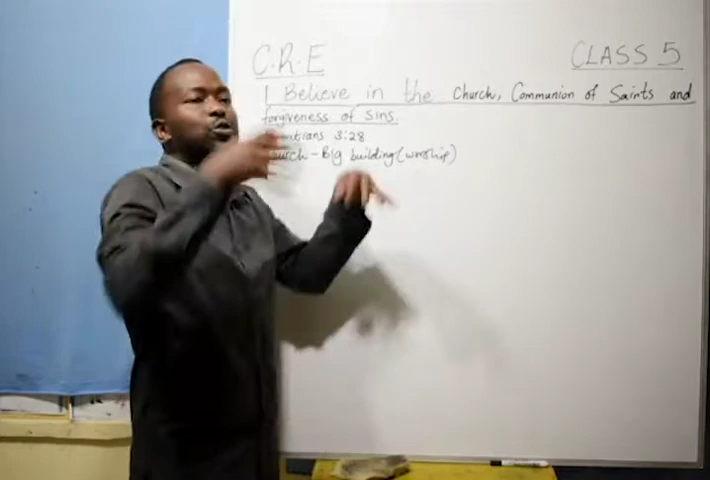 C.R.E
CLASS 5
I Believe in the Church, Communion of Saints and
forgiveness of sins.
3:28
- Big building (worship)